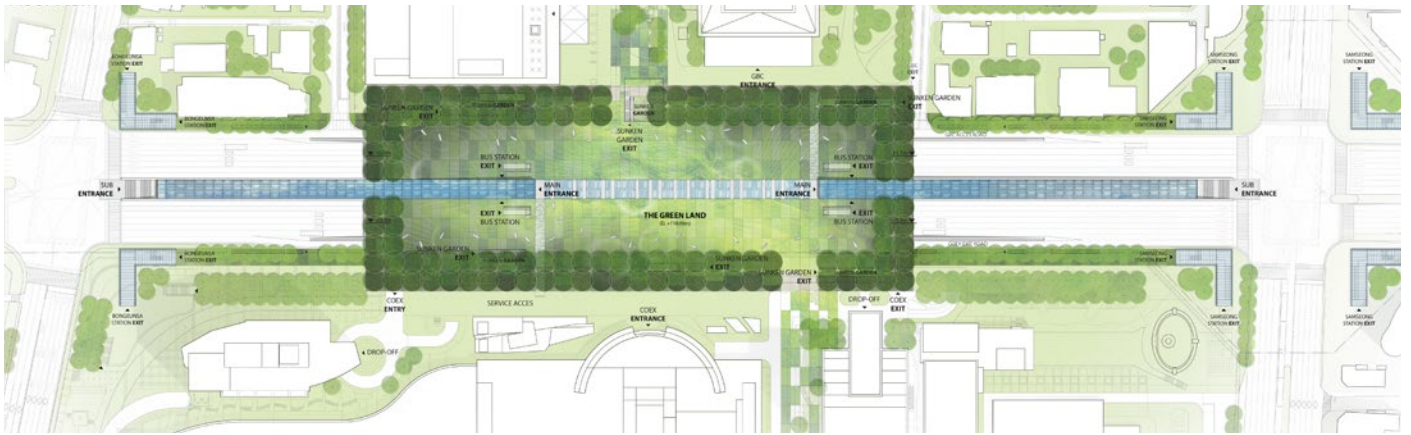 BONGEUNSA
STATION EXIT
GBC
ENTRANCE
SUNKEN GARDEN
EXIT
SAMSEONG
STATION EXIT
SAMSEONG
STATION EXIT
SUNKEN
GARDEN
BONGEUNSA
STATION EXIT
SUNKEN
GARDEN
EXIT
SAMSEONG
STATION EXIT
BUS STATION
EXIT
BUS STATION
EXIT
SUB
ENTRANCE
MAIN
ENTRANCE
MAIN
ENTRANCE
SUB
ENTRANCE
EXIT
BUS STATION
THE GREEN LAND
EXIT
BUS STATION
BONGEUNSA
STATION EXIT
SUNKEN GARDEN
EXIT
SUNKEN GARDEN
EXIT
EXIT
SAMSEONG
STATION EXIT
COEX
ENTRY
SERVICE ACCES
COEX
ENTRANCE
DROP-OFF
COEX
EXIT
BONGEUNSA
STATION EXIT
SAMSEONG
STATION EXIT
SAMSEONG
STATION EXIT
DROP-OFF